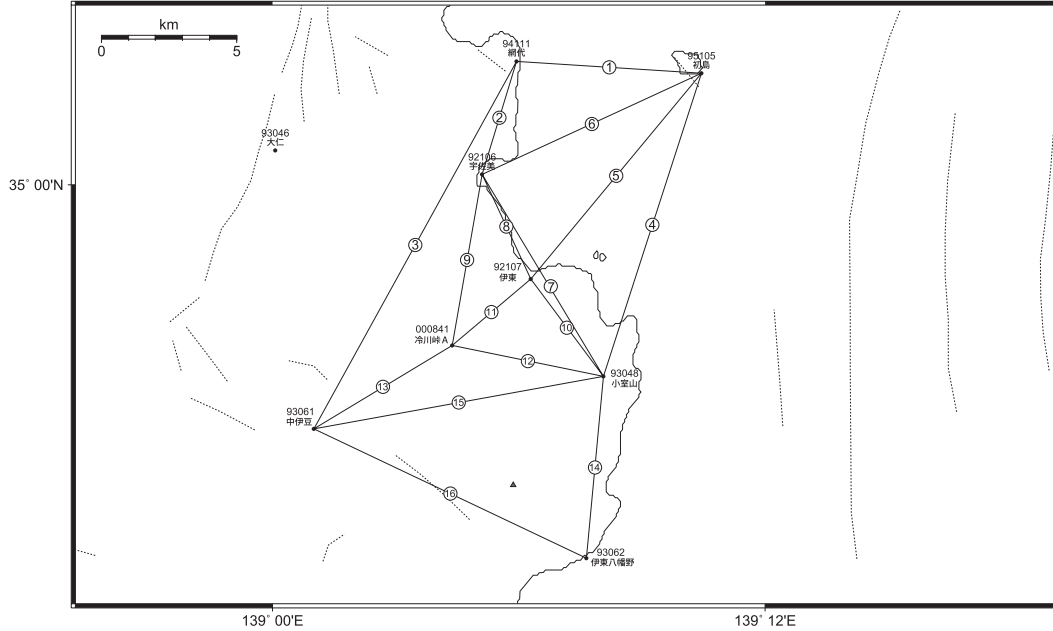 km
0 5
94111
網代
95105
初島
①
②
⑥
93046
大仁
92106
宇佐美
35° 00'N
⑤
⑧
④
③
⑨
92107
伊東
⑦
⑪
⑩
000841
冷川峠A
⑫
93048
小室山
⑬
⑮
93061
中伊豆
⑭
⑯
93062
伊東八幡野
139° 00'E
139° 12'E